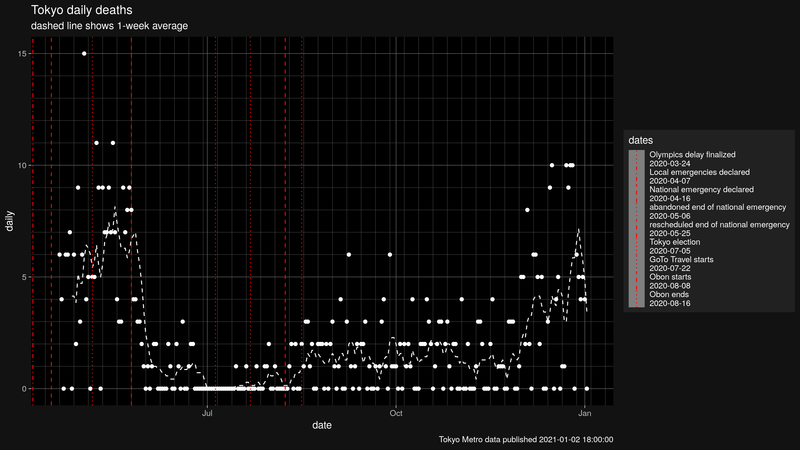 Tokyo daily deaths
dashed line shows 1-week average
15
10
5
0
daily
Jul
Oct
Jan
date
dates
Olympics delay finalized
2020-03-24
Local emergencies declared
2020-04-07
National emergency declared
2020-04-16
abandoned end of national emergency
2020-05-06
rescheduled end of national emergency
2020-05-25
Tokyo election
2020-07-05
GoTo Travel starts
2020-07-22
Obon starts
2020-08-08
Obon ends
2020-08-16
Tokyo Metro data published 2021-01-02 18:00:00